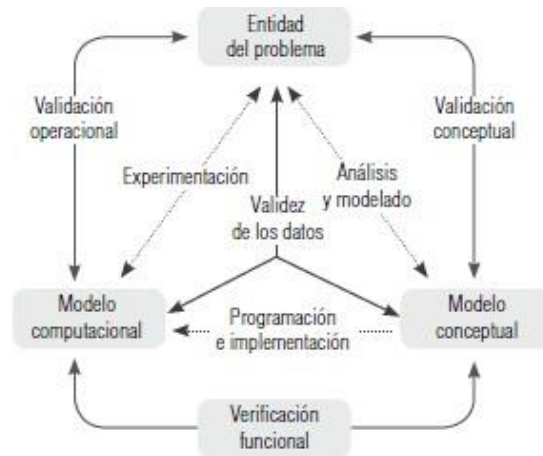 Entidad
del problema
Validación
operacional
Validación
conceptual
Experimentación
Análisis
y modelado
Validez
de los datos
Modelo
computacional
Programación
e implementación
Modelo
conceptual
Verificación
funcional